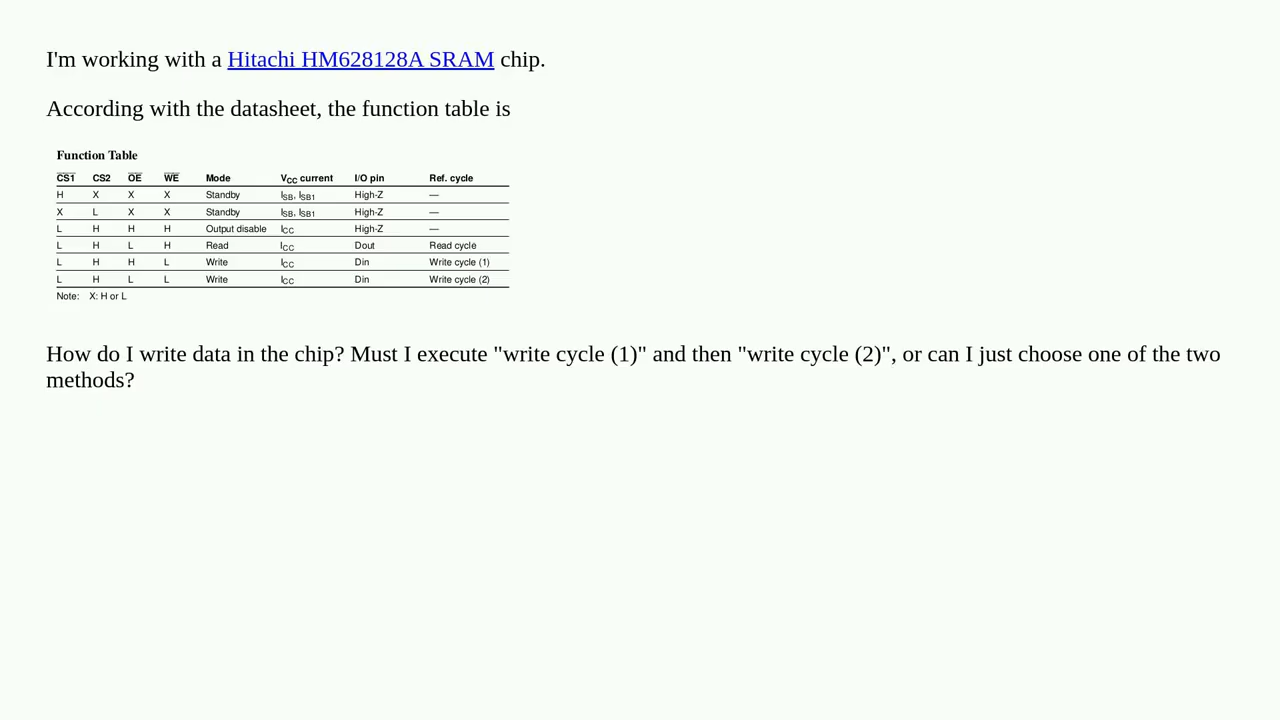 I'm working with a Hitachi HM628128A SRAM chip.
According with the datasheet, the function table is
Function Table
CS1 CS2 OE WE Mode VCC current I/O pin Ref. cycle
H X X X Standby ISB, ISB1 High-Z —
X L X X Standby ISB, ISB1 High-Z —
L H H H Output disable ICC High-Z —
L H L H Read ICC Dout Read cycle
L H H L Write ICC Din Write cycle (1)
L H L L Write ICC Din Write cycle (2)
Note: X: H or L
How do I write data in the chip? Must I execute "write cycle (1)" and then "write cycle (2)", or can I just choose one of the two
methods?